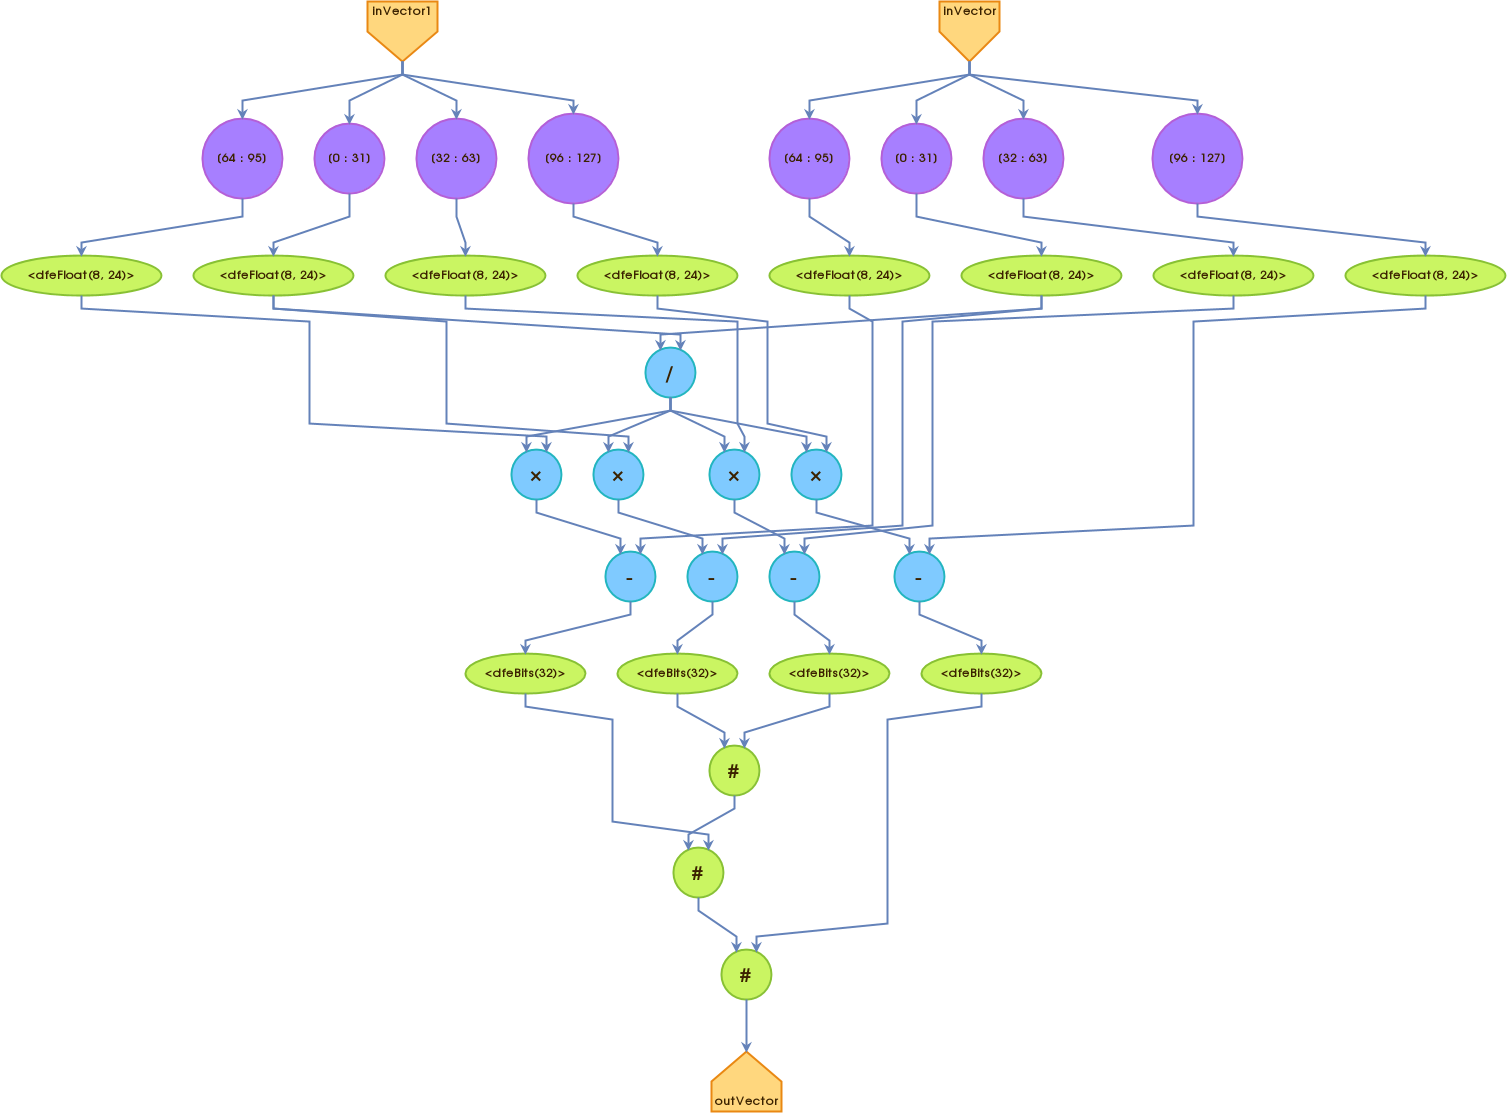 inVector1
inVector
[64 : 95]
[0 : 31]
[32 : 63]
[96 : 127]
[64 : 95]
[0 : 31]
[32 : 63]
[96 : 127]
<dfeFloat(8, 24)>
<dfeFloat(8, 24)>
<dfeFloat(8, 24)>
<dfeFloat(8, 24)>
<dfeFloat(8, 24)>
<dfeFloat(8, 24)>
<dfeFloat(8, 24)>
<dfeFloat(8, 24)>
/
×
×
×
×
-
-
-
-
<dfeBits(32)>
<dfeBits(32)>
<dfeBits(32)>
<dfeBits(32)>
#
#
#
outVector